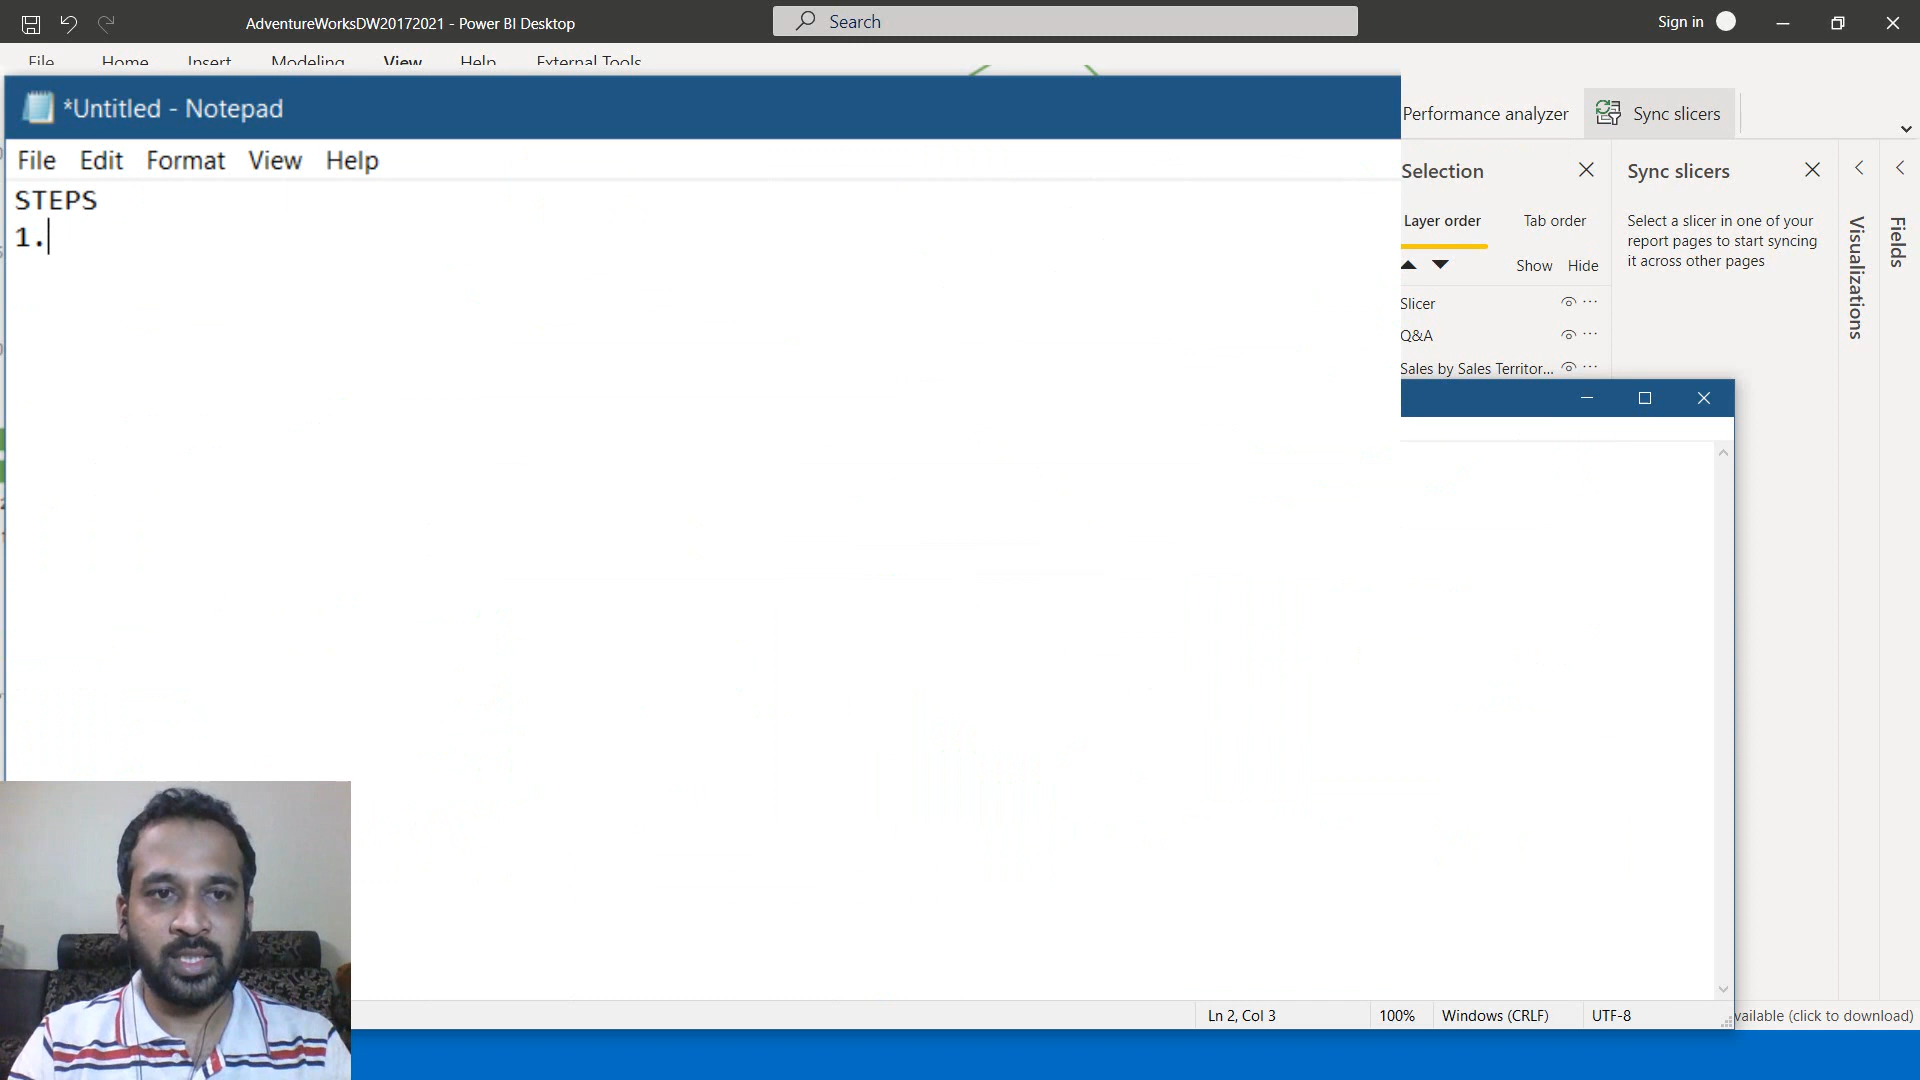 AdventureWorksDW20172021 - Power BI Desktop
Search
Sign in
File Home Insert Modeling View Help External Tools
*Untitled - Notepad
Performance analyzer
Sync slicers
File Edit Format View Help
STEPS
1.
Selection
Layer order
Tab order
Show Hide
Slicer
Q&A
Sales by Sales Territor...
Sync slicers
Select a slicer in one of your
report pages to start syncing
it across other pages
Visualizations
Fields
Ln 2, Col 3
100%
Windows (CRLF)
UTF-8
vailable (click to download)